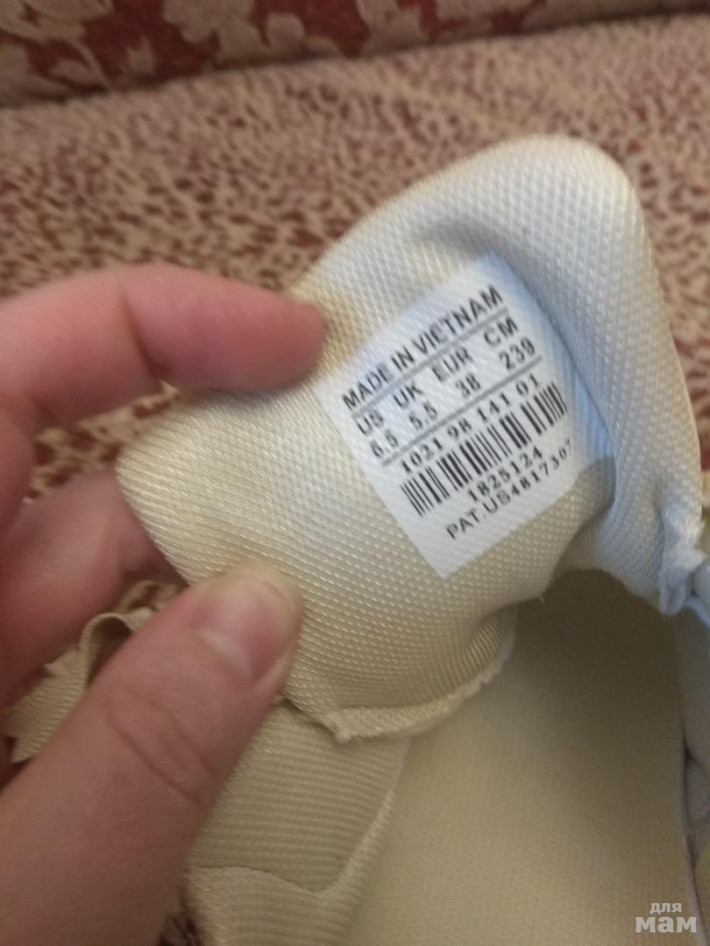 MADE IN VIETNAM
US UK EUR CM
6.5 5.5 38 239
1021 98 141 01
1825124
PAT.US4817307
для
мам